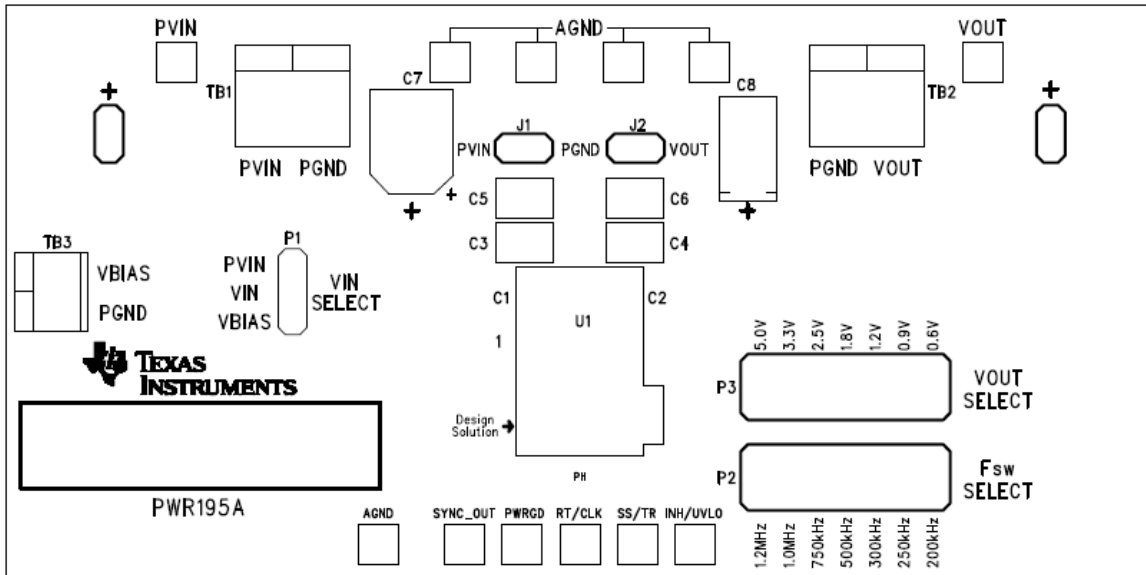 PVIN
AGND
VOUT
+
TB1
C7
C8
TB2
+
PVIN PGND
J1
J2
PVIN
PGND
VOUT
PGND VOUT
+
+
+
C5
C6
C3
C4
TB3
VBIAS
PGND
P1
PVIN
VIN
VBIAS
VIN
SELECT
C1
U1
C2
1
TEXAS
INSTRUMENTS
5.0V
3.3V
2.5V
1.8V
1.2V
0.9V
0.6V
P3
VOUT
SELECT
Design
Solution
P2
Fsw
SELECT
PH
PWR195A
AGND
SYNC_OUT
PWRGD
RT/CLK
SS/TR
INH/UVLO
1.2MHz
1.0MHz
750kHz
500kHz
300kHz
250kHz
200kHz